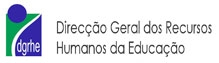 dgrhe
Direcção Geral dos Recursos
Humanos da Educação